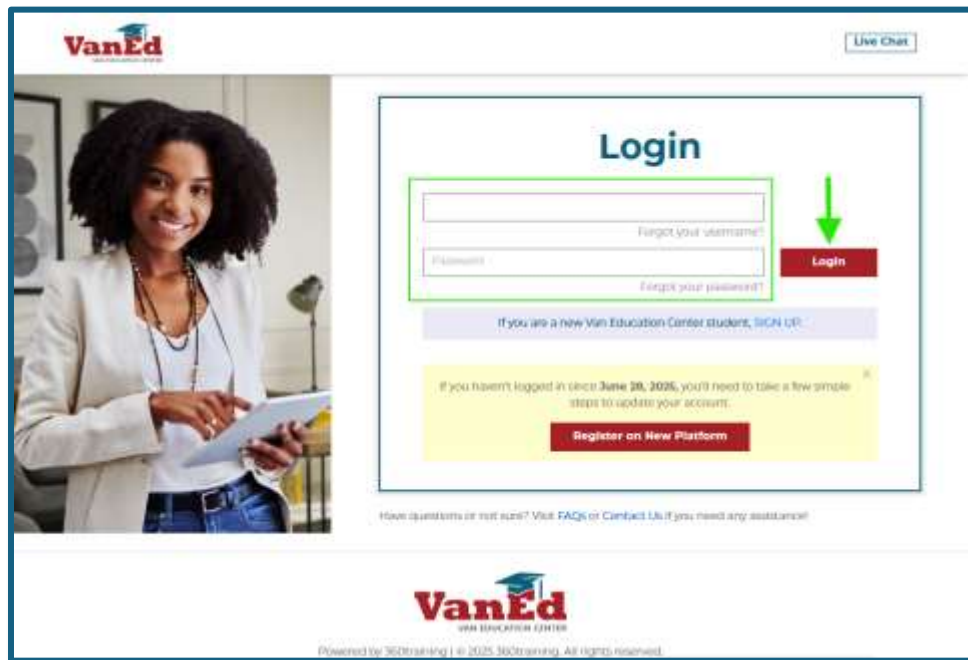 VanEd
VAN EDUCATION CENTER
Live Chat
Login
Forgot your username?
Password
Login
Forgot your password?
If you are a new Van Education Center student, SIGN UP.
If you haven't logged in since June 28, 2025, you'll need to take a few simple
steps to update your account.
Register on New Platform
Have questions or not sure? Visit FAQs or Contact Us if you need any assistance!
VanEd
VAN EDUCATION CENTER
Powered by 360training | © 2025 360training. All rights reserved.